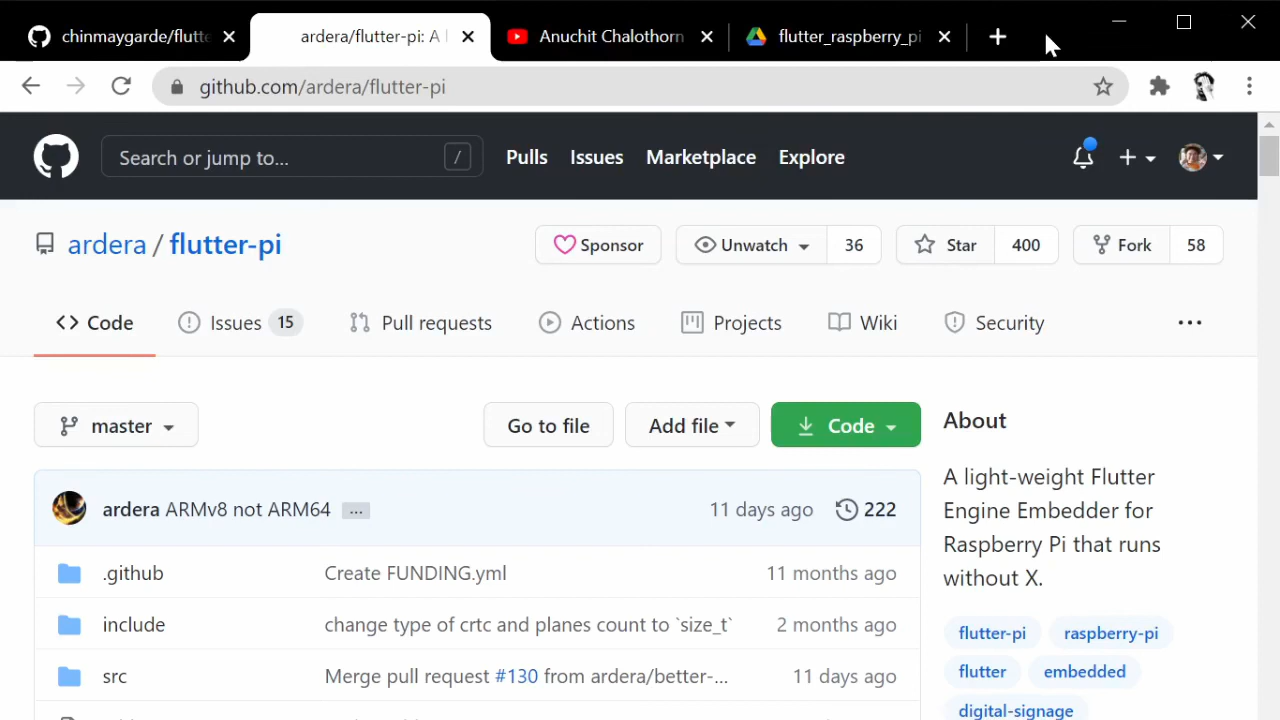 chinmaygarde/flutte
ardera/flutter-pi: A l
Anuchit Chalothorn
flutter_raspberry_pi
github.com/ardera/flutter-pi
Search or jump to...
/
Pulls
Issues
Marketplace
Explore
ardera / flutter-pi
Sponsor
Unwatch
36
Star
400
Fork
58
Code
Issues 15
Pull requests
Actions
Projects
Wiki
Security
master
Go to file
Add file
Code
About
A light-weight Flutter
Engine Embedder for
Raspberry Pi that runs
without X.
flutter-pi
raspberry-pi
flutter
embedded
digital-signage
ardera ARMv8 not ARM64 ...
11 days ago
222
.github
Create FUNDING.yml
11 months ago
include
change type of crtc and planes count to `size_t`
2 months ago
src
Merge pull request #130 from ardera/better-...
11 days ago